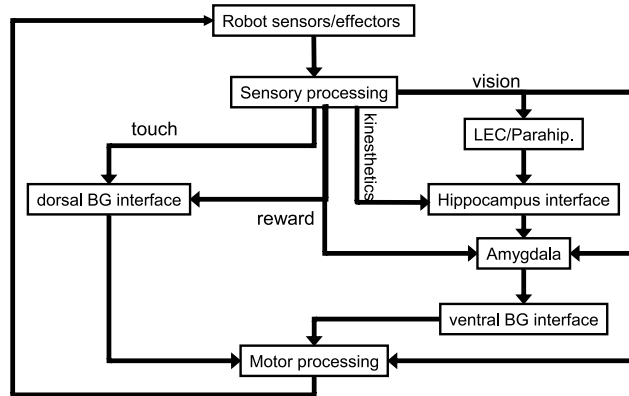 Robot sensors/effectors
Sensory processing
vision
touch
kinesthetics
LEC/Parahip.
dorsal BG interface
Hippocampus interface
reward
Amygdala
ventral BG interface
Motor processing